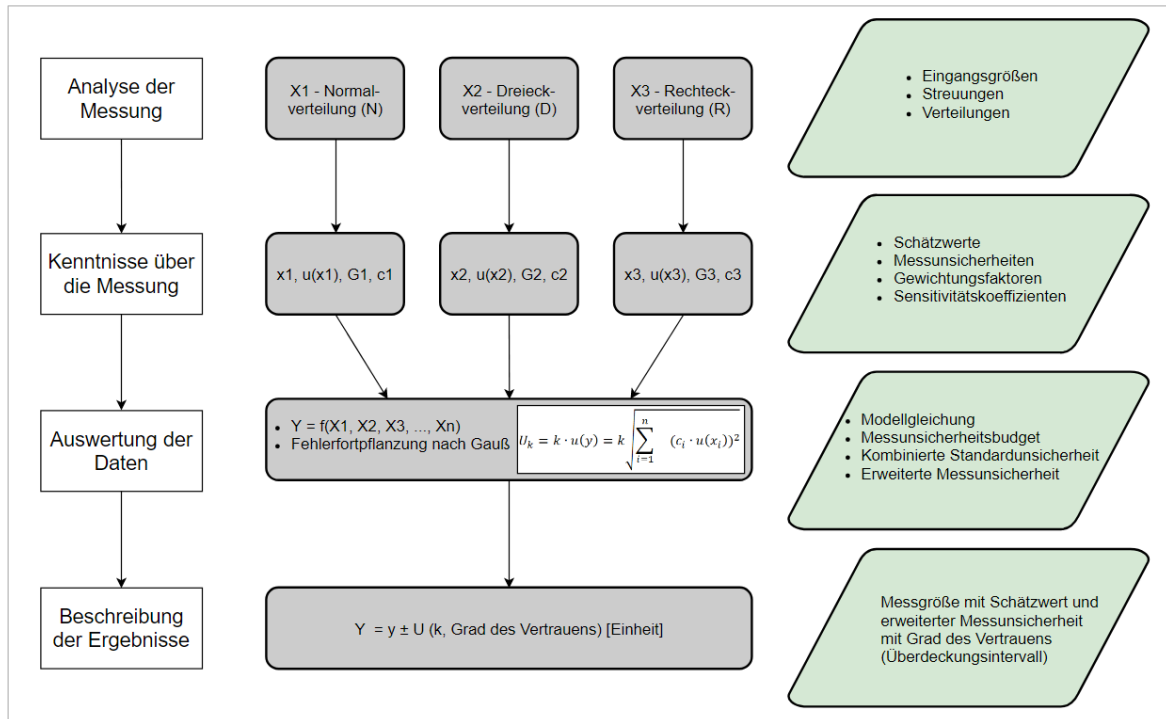 Analyse der
Messung
X1 - Normal-
verteilung (N)
X2 - Dreieck-
verteilung (D)
X3 - Rechteck-
verteilung (R)
• Eingangsgrößen
• Streuungen
• Verteilungen
Kenntnisse über
die Messung
x1, u(x1), G1, c1
x2, u(x2), G2, c2
x3, u(x3), G3, c3
• Schätzwerte
• Messunsicherheiten
• Gewichtungsfaktoren
• Sensitivitätskoeffizienten
Auswertung der
Daten
• Y = f(X1, X2, X3, ..., Xn)
• Fehlerfortpflanzung nach Gauß
U_k = k · u(y) = k √(∑_{i=1}^{n} (c_i · u(x_i))²)
• Modellgleichung
• Messunsicherheitsbudget
• Kombinierte Standardunsicherheit
• Erweiterte Messunsicherheit
Beschreibung
der Ergebnisse
Y = y ± U (k, Grad des Vertrauens) [Einheit]
Messgröße mit Schätzwert und
erweiterter Messunsicherheit
mit Grad des Vertrauens
(Überdeckungsintervall)